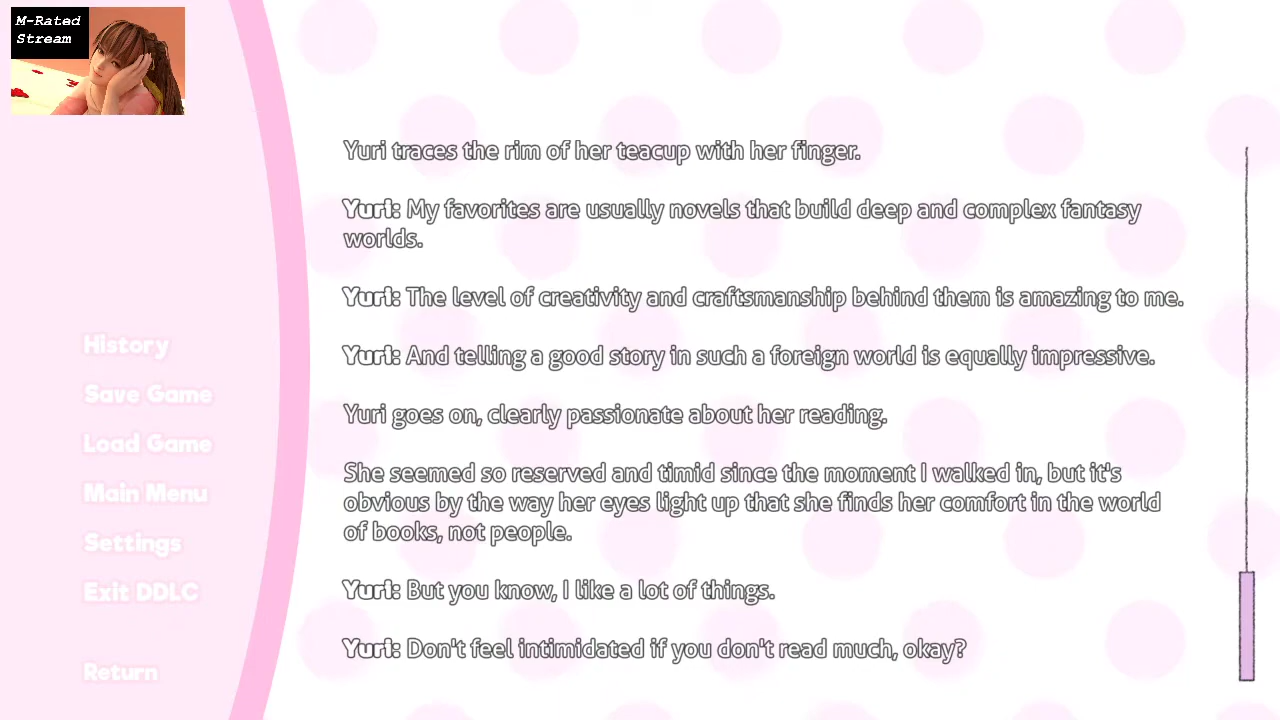 M-Rated
Stream
Yuri traces the rim of her teacup with her finger.
Yuri: My favorites are usually novels that build deep and complex fantasy
worlds.
Yuri: The level of creativity and craftsmanship behind them is amazing to me.
Yuri: And telling a good story in such a foreign world is equally impressive.
Yuri goes on, clearly passionate about her reading.
She seemed so reserved and timid since the moment I walked in, but it's
obvious by the way her eyes light up that she finds her comfort in the world
of books, not people.
Yuri: But you know, I like a lot of things.
Yuri: Don't feel intimidated if you don't read much, okay?
History
Save Game
Load Game
Main Menu
Settings
Exit DDLC
Return